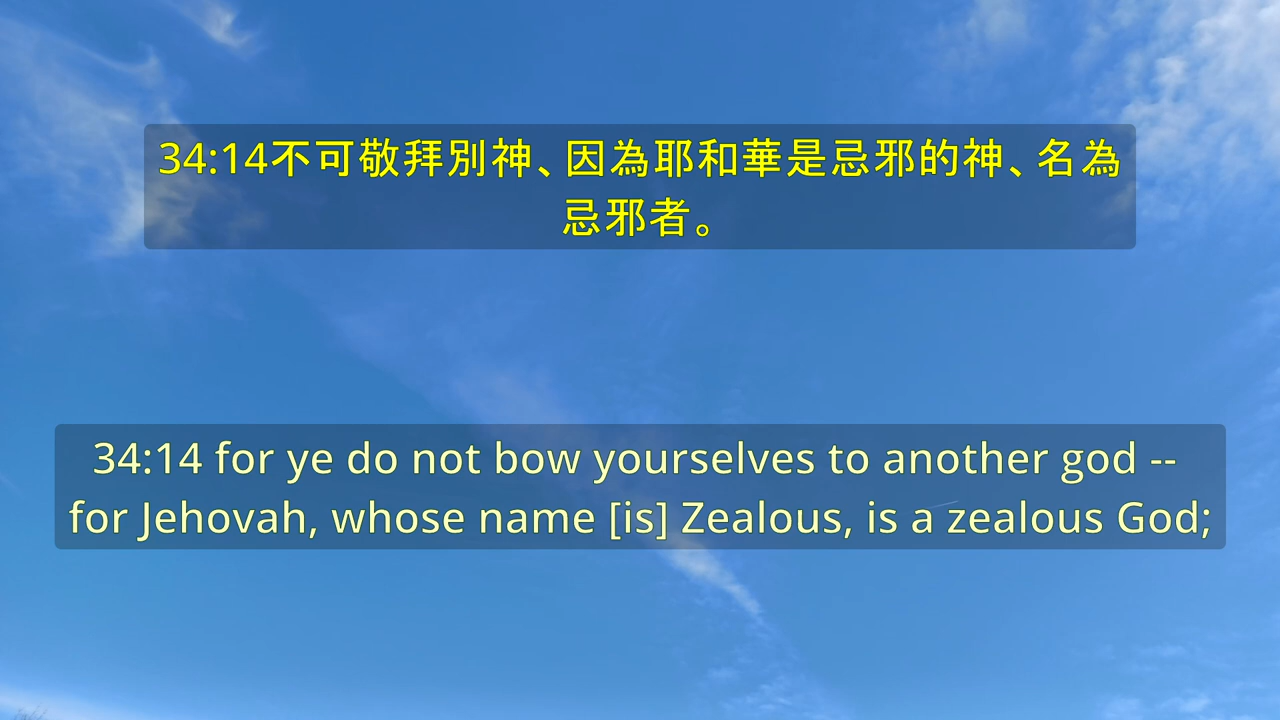 34:14不可敬拜別神、因為耶和華是忌邪的神、名為
忌邪者。
34:14 for ye do not bow yourselves to another god --
for Jehovah, whose name [is] Zealous, is a zealous God;